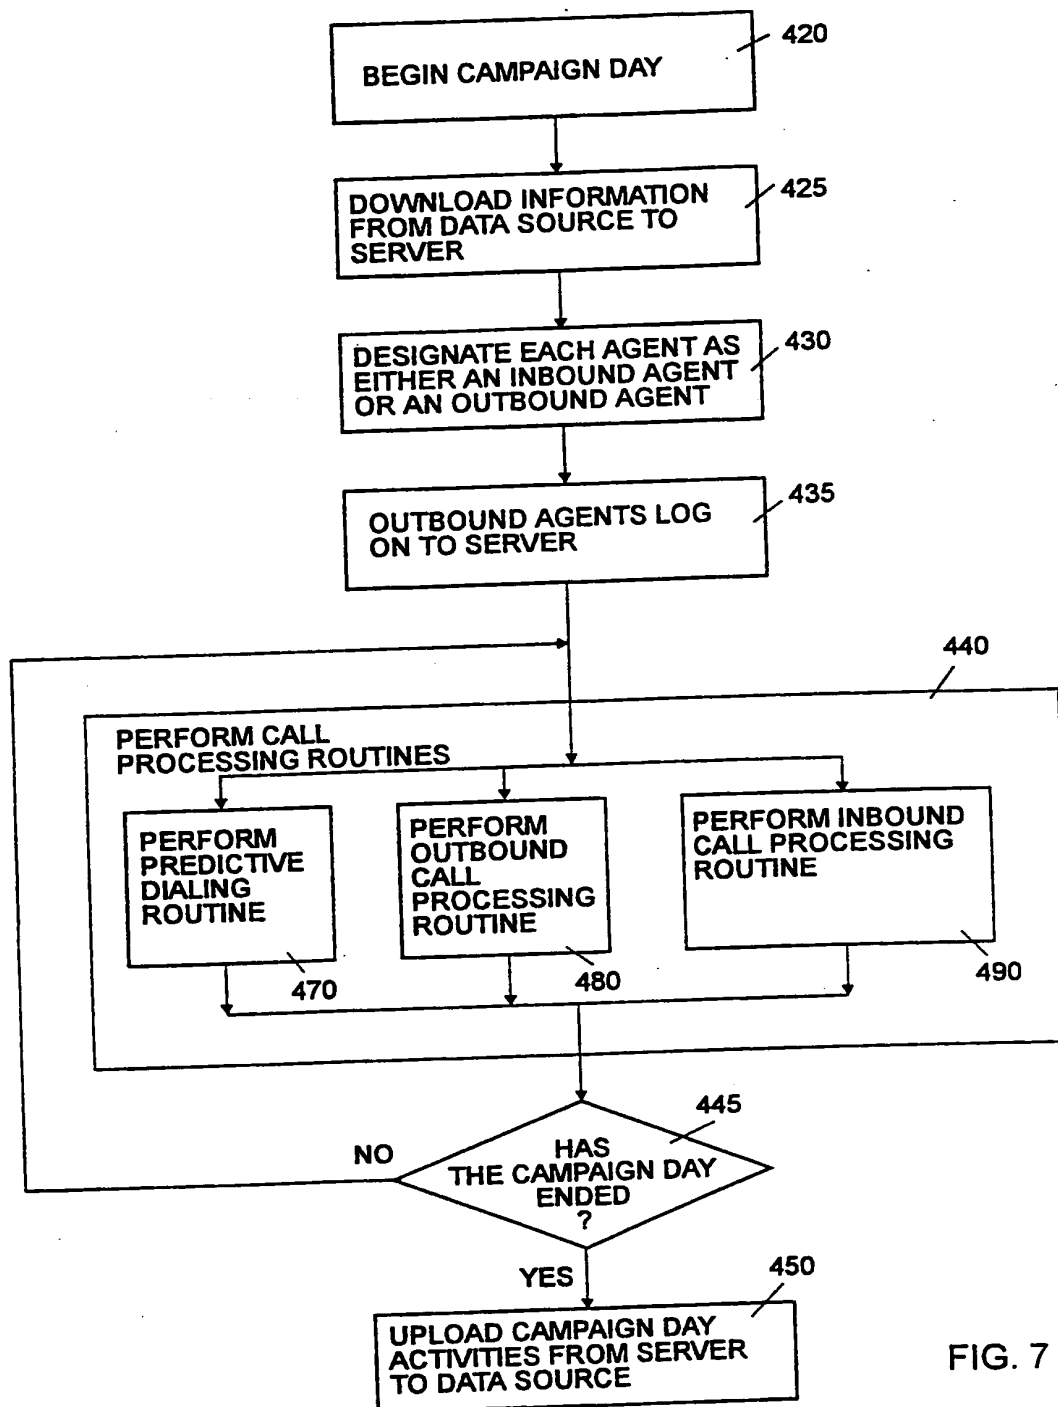 420
BEGIN CAMPAIGN DAY
425
DOWNLOAD INFORMATION
FROM DATA SOURCE TO
SERVER
430
DESIGNATE EACH AGENT AS
EITHER AN INBOUND AGENT
OR AN OUTBOUND AGENT
435
OUTBOUND AGENTS LOG
ON TO SERVER
440
PERFORM CALL
PROCESSING ROUTINES
PERFORM
PREDICTIVE
DIALING
ROUTINE
470
PERFORM
OUTBOUND
CALL
PROCESSING
ROUTINE
480
PERFORM INBOUND
CALL PROCESSING
ROUTINE
490
445
HAS
THE CAMPAIGN DAY
ENDED
?
NO
YES
450
UPLOAD CAMPAIGN DAY
ACTIVITIES FROM SERVER
TO DATA SOURCE
FIG. 7